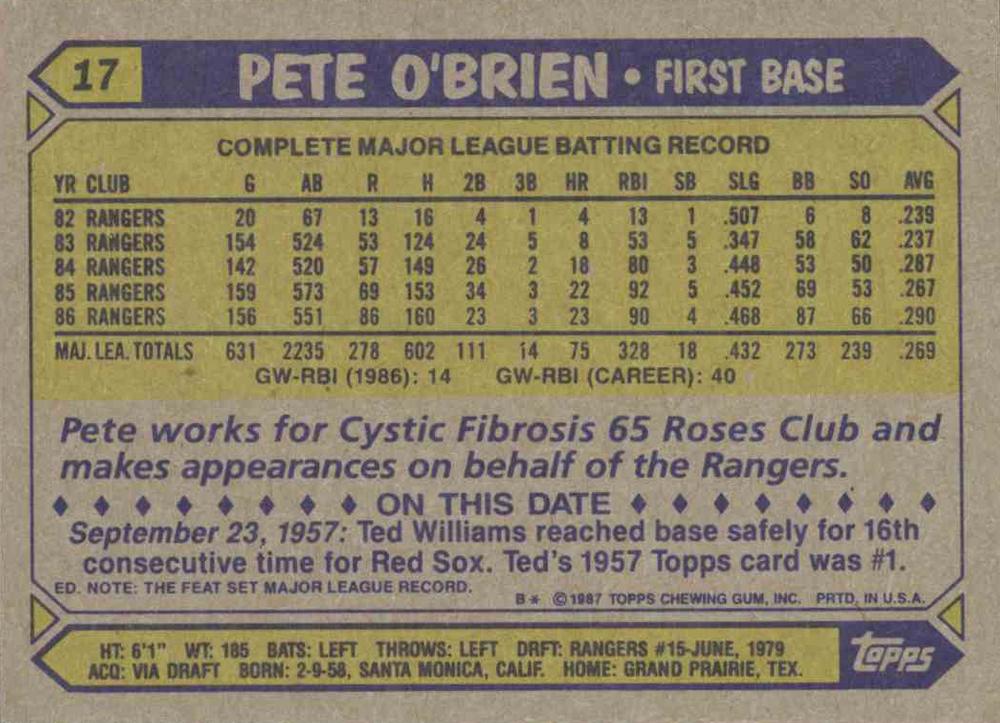 17 PETE O'BRIEN • FIRST BASE
COMPLETE MAJOR LEAGUE BATTING RECORD
YR CLUB G AB R H 2B 3B HR RBI SB SLG BB SO AVG
82 RANGERS 20 67 13 16 4 1 4 13 1 .507 6 8 .239
83 RANGERS 154 524 53 124 24 5 8 53 5 .347 58 62 .237
84 RANGERS 142 520 57 149 26 2 18 80 3 .448 53 50 .287
85 RANGERS 159 573 69 153 34 3 22 92 5 .452 69 53 .267
86 RANGERS 156 551 86 160 23 3 23 90 4 .468 87 66 .290
MAJ. LEA. TOTALS 631 2235 278 602 111 14 75 328 18 .432 273 239 .269
GW-RBI (1986): 14 GW-RBI (CAREER): 40
Pete works for Cystic Fibrosis 65 Roses Club and
makes appearances on behalf of the Rangers.
♦ ♦ ♦ ♦ ♦ ♦ ♦ ♦ ON THIS DATE ♦ ♦ ♦ ♦ ♦ ♦ ♦ ♦
September 23, 1957: Ted Williams reached base safely for 16th
consecutive time for Red Sox. Ted's 1957 Topps card was #1.
ED. NOTE: THE FEAT SET MAJOR LEAGUE RECORD.
B* © 1987 TOPPS CHEWING GUM, INC. PRTD. IN U.S.A.
HT: 6'1" WT: 185 BATS: LEFT THROWS: LEFT DRFT: RANGERS #15-JUNE, 1979
ACQ: VIA DRAFT BORN: 2-9-58, SANTA MONICA, CALIF. HOME: GRAND PRAIRIE, TEX.
Topps